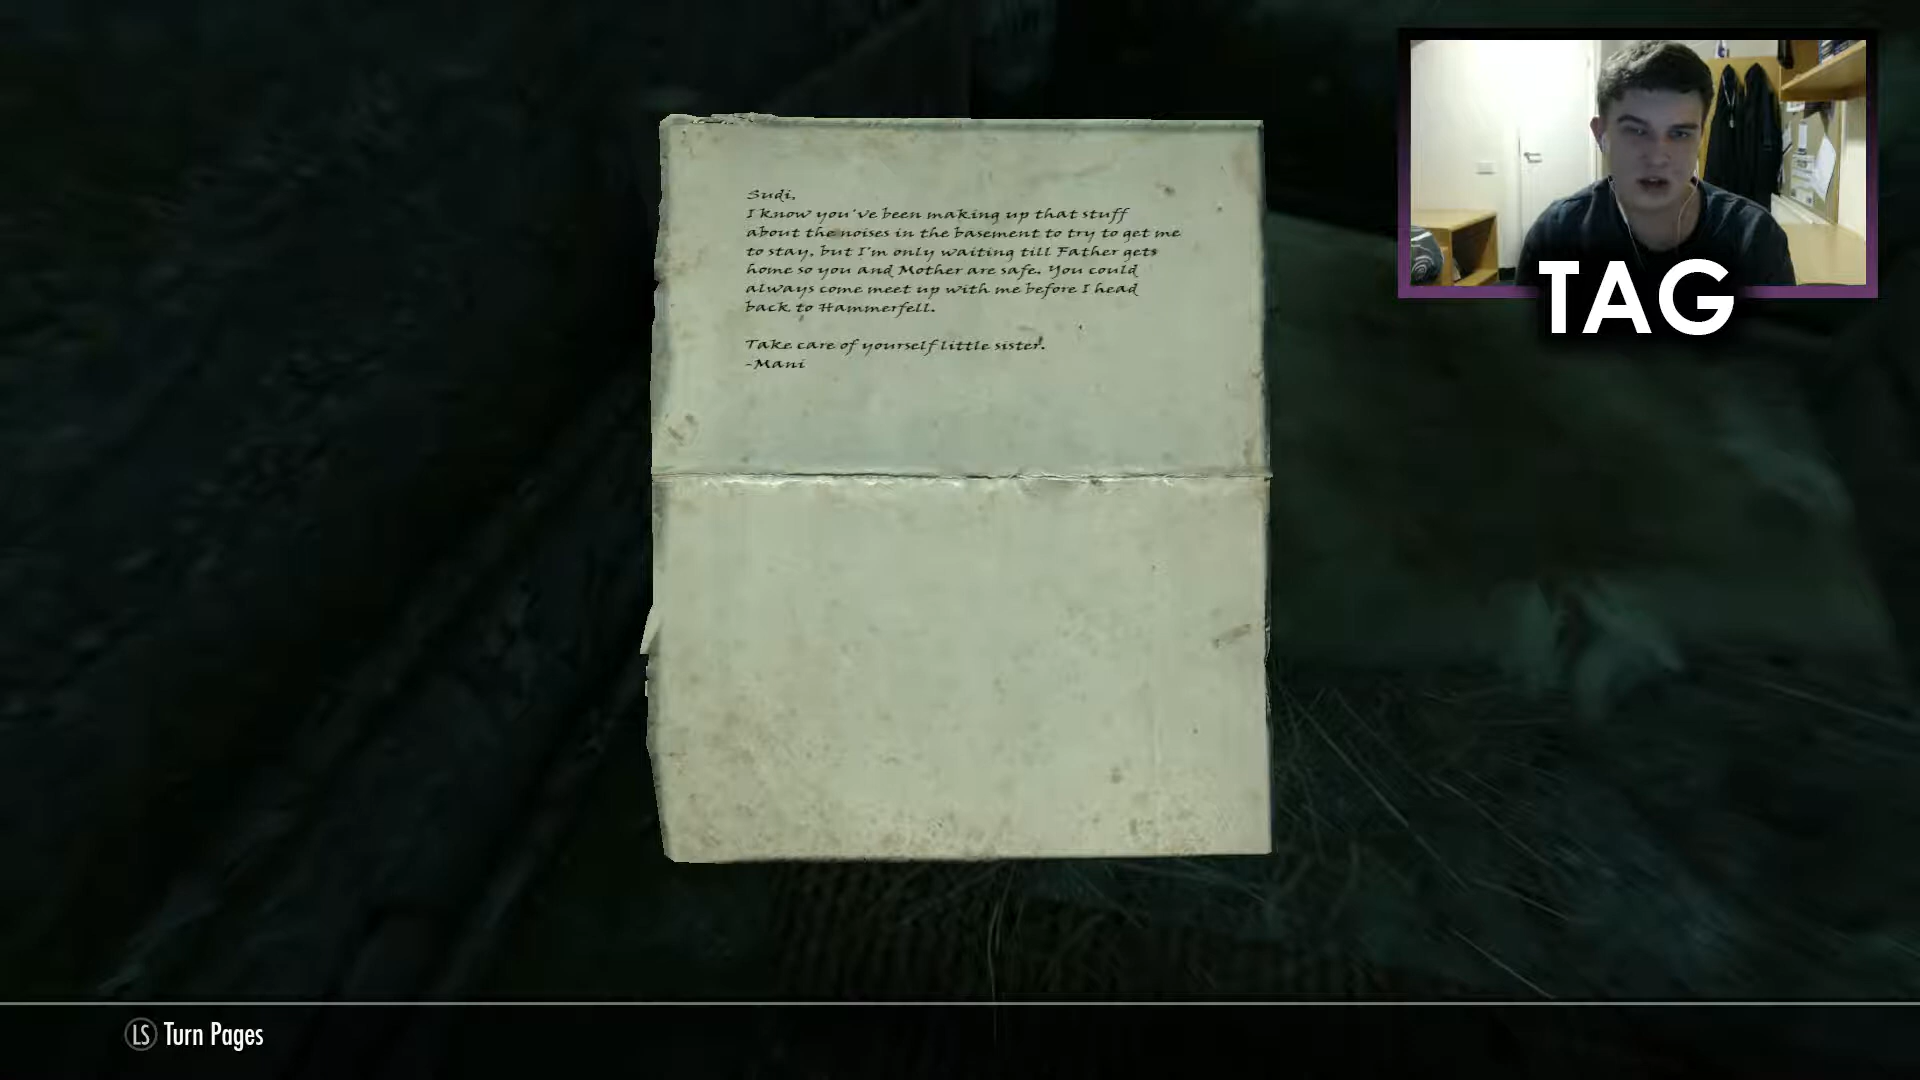 Sudi,
I know you've been making up that stuff
about the noises in the basement to try to get me
to stay, but I'm only waiting till Father gets
home so you and Mother are safe. You could
always come meet up with me before I head
back to Hammerfell.
Take care of yourself little sister.
-Mani
TAG
LS Turn Pages